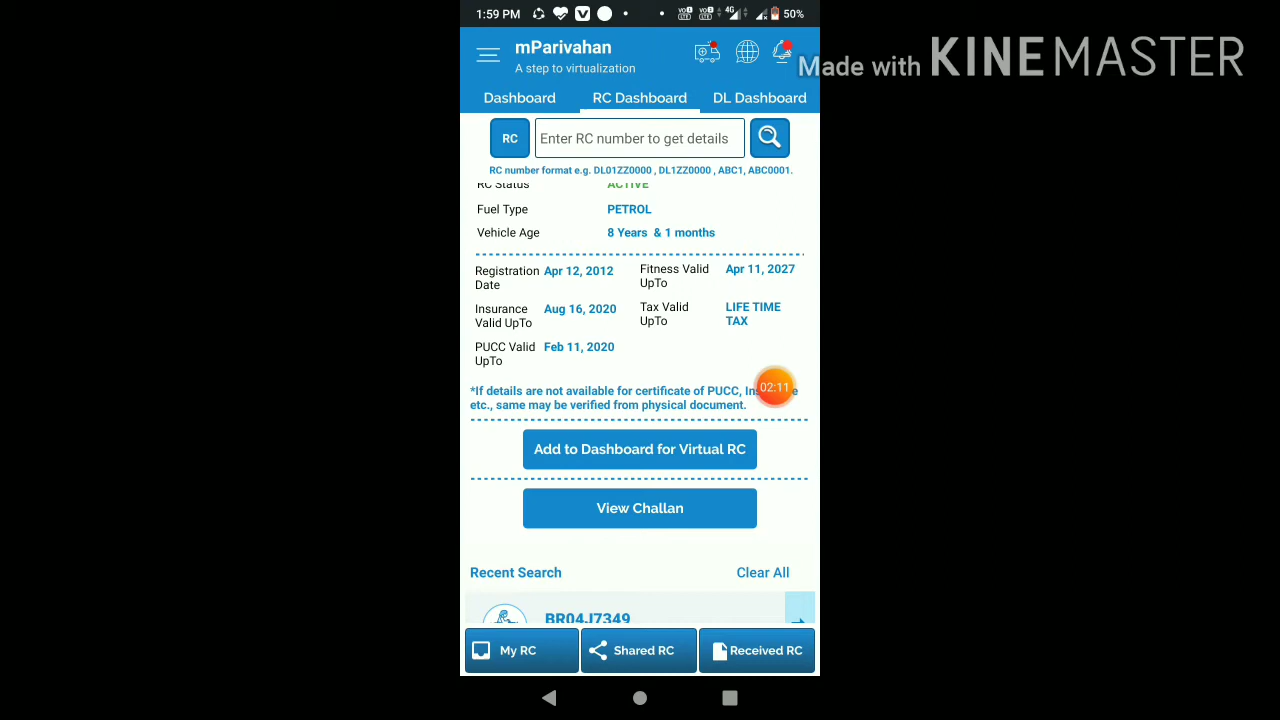 1:59 PM
4G
50%
mParivahan
A step to virtualization
Made with KINEMASTER
Dashboard RC Dashboard DL Dashboard
RC Enter RC number to get details
RC number format e.g. DL01ZZ0000 , DL1ZZ0000 , ABC1, ABC0001.
RC Status ACTIVE
Fuel Type PETROL
Vehicle Age 8 Years & 1 months
Registration Date Apr 12, 2012
Fitness Valid UpTo Apr 11, 2027
Insurance Valid UpTo Aug 16, 2020
Tax Valid UpTo LIFE TIME TAX
PUCC Valid UpTo Feb 11, 2020
02:11
*If details are not available for certificate of PUCC,
etc., same may be verified from physical document.
Add to Dashboard for Virtual RC
View Challan
Recent Search Clear All
BR04J7349
My RC Shared RC Received RC